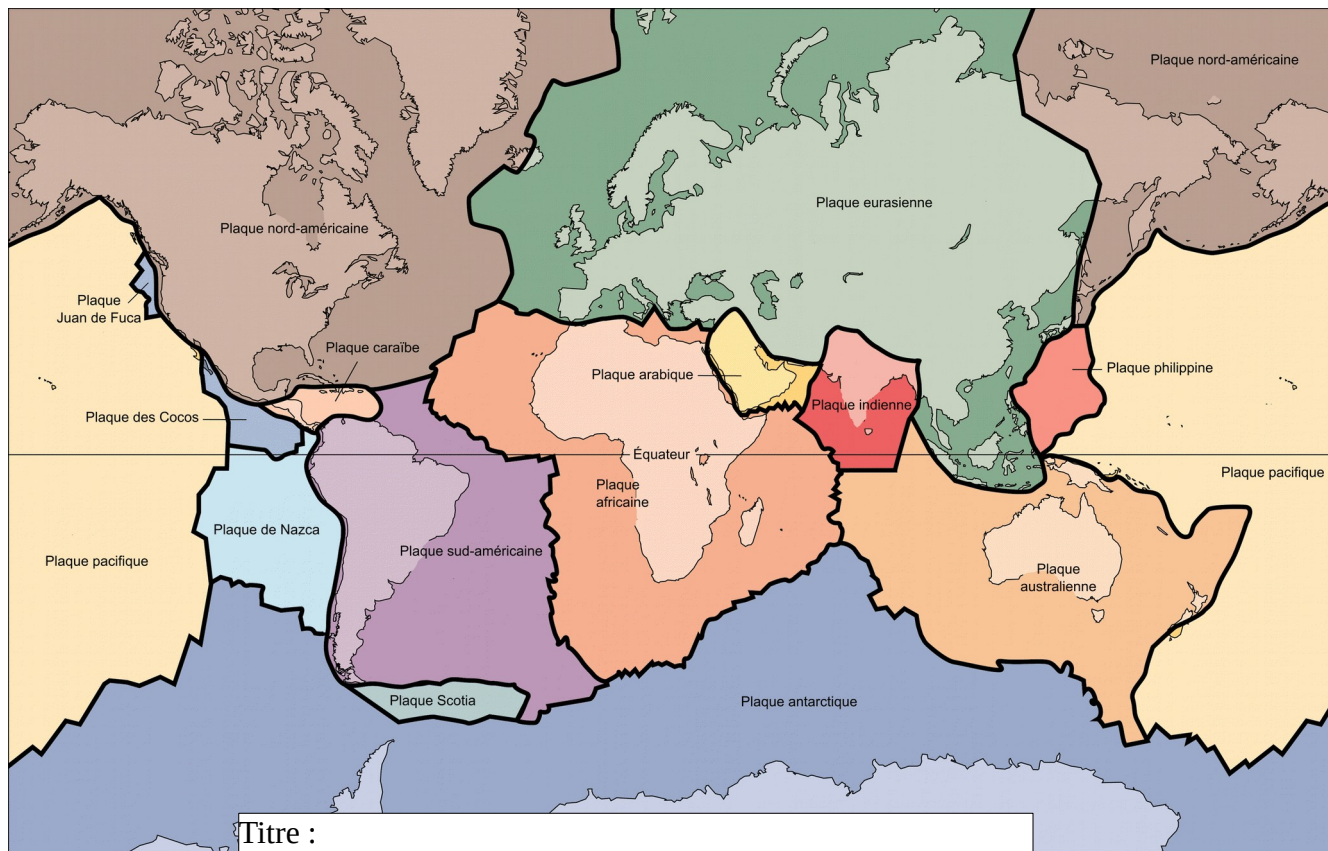 Plaque nord-américaine
Plaque eurasienne
Plaque nord-américaine
Plaque
Juan de Fuca
Plaque caraïbe
Plaque arabique
Plaque philippine
Plaque indienne
Plaque des Cocos
Équateur
Plaque pacifique
Plaque
africaine
Plaque de Nazca
Plaque sud-américaine
Plaque pacifique
Plaque
australienne
Plaque Scotia
Plaque antarctique
Titre :